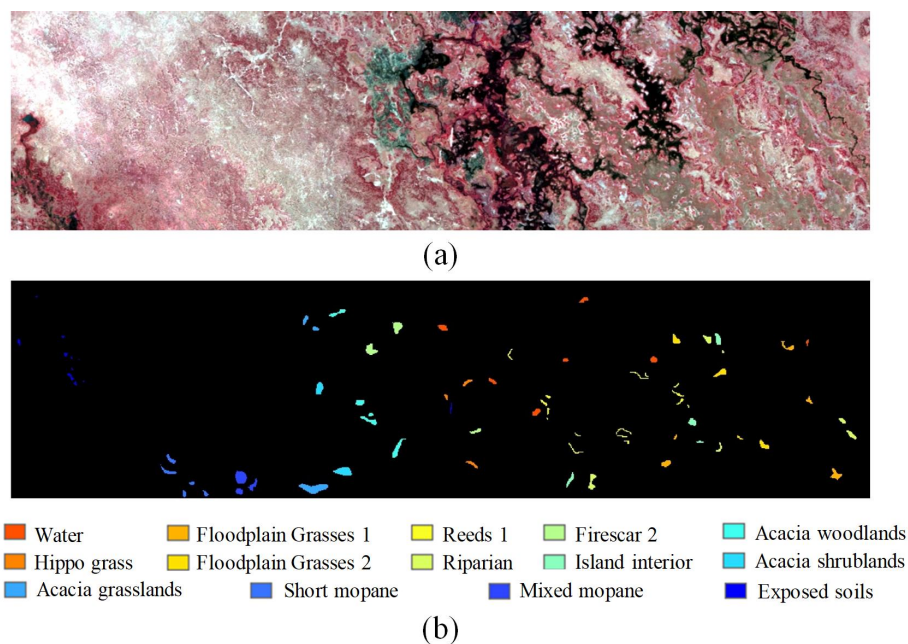 (a)
Water Floodplain Grasses 1 Reeds 1 Firescar 2 Acacia woodlands
Hippo grass Floodplain Grasses 2 Riparian Island interior Acacia shrublands
Acacia grasslands Short mopane Mixed mopane Exposed soils
(b)